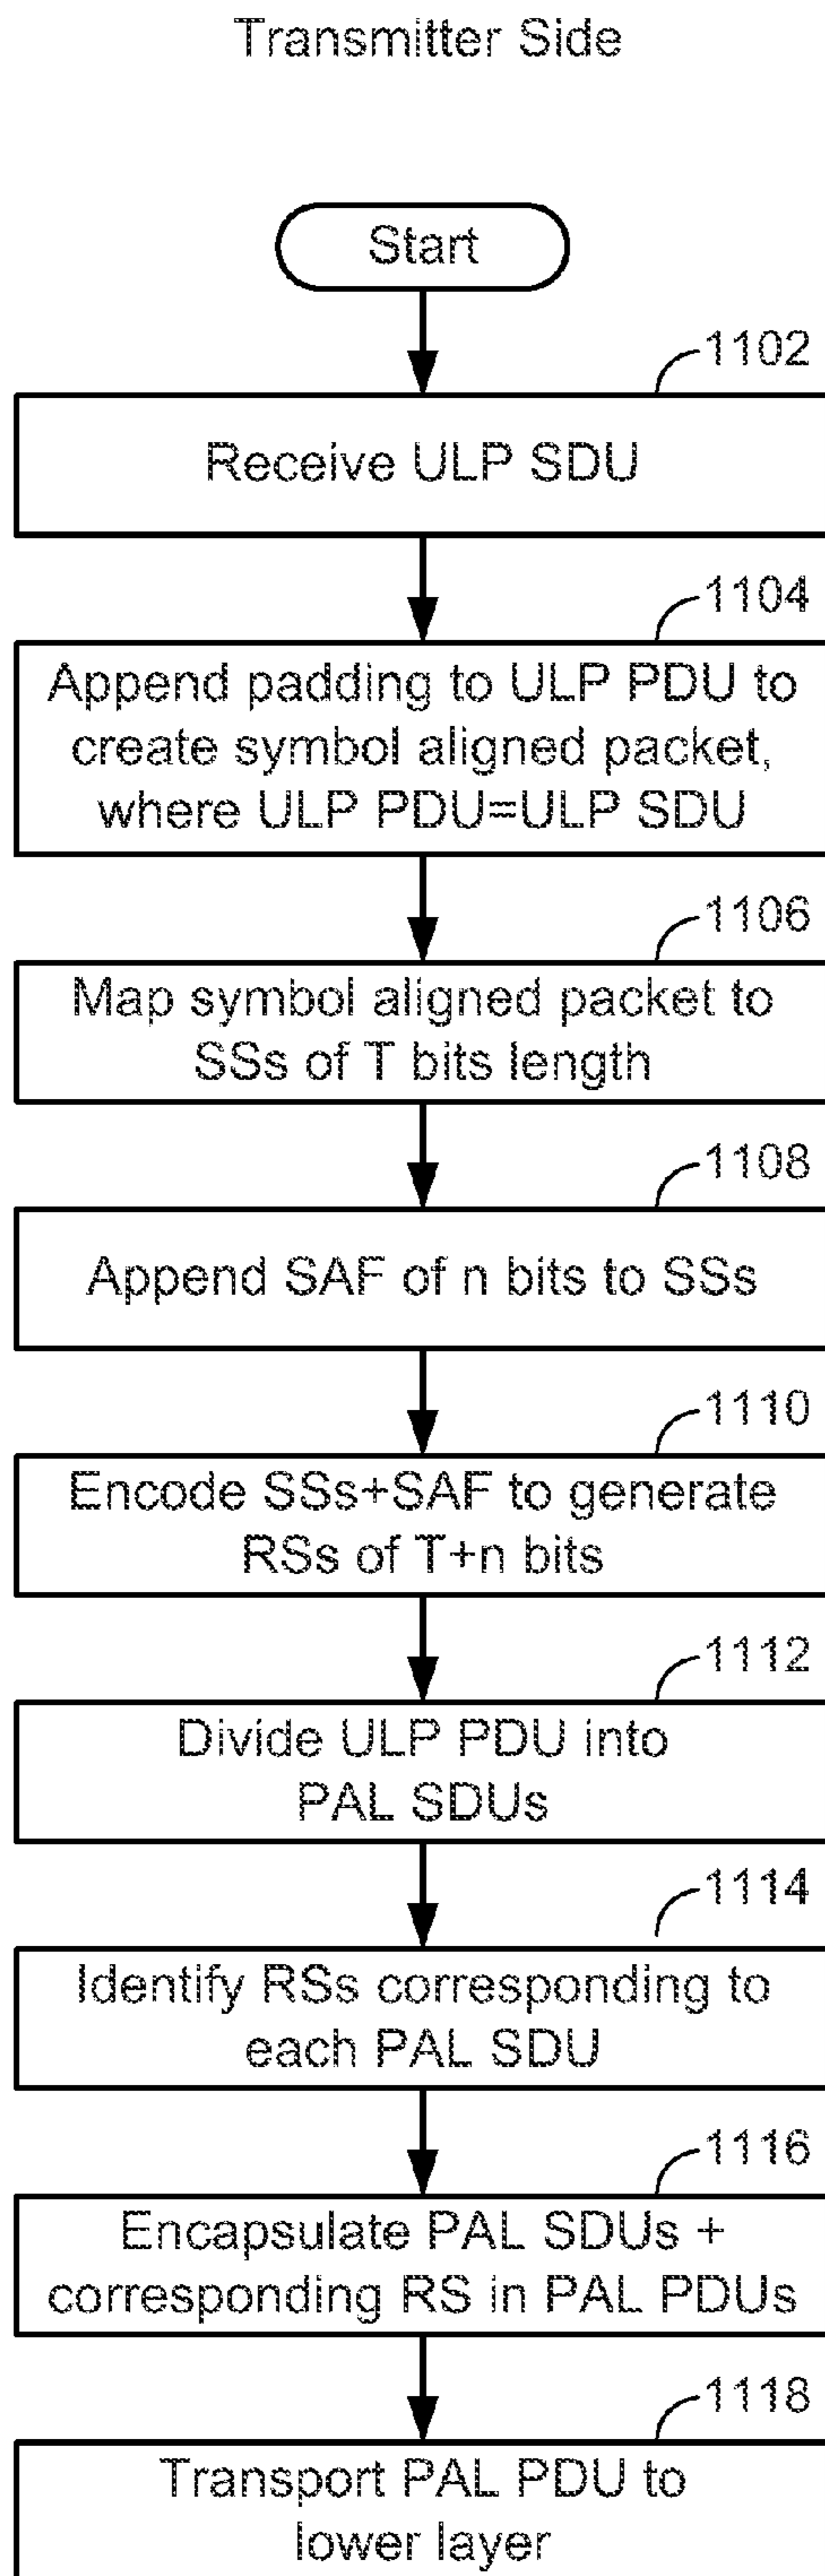 Transmitter Side
Start
1102
Receive ULP SDU
1104
Append padding to ULP PDU to
create symbol aligned packet,
where ULP PDU=ULP SDU
1106
Map symbol aligned packet to
SSs of T bits length
1108
Append SAF of n bits to SSs
1110
Encode SSs+SAF to generate
RSs of T+n bits
1112
Divide ULP PDU into
PAL SDUs
1114
Identify RSs corresponding to
each PAL SDU
1116
Encapsulate PAL SDUs +
corresponding RS in PAL PDUs
1118
Transport PAL PDU to
lower layer